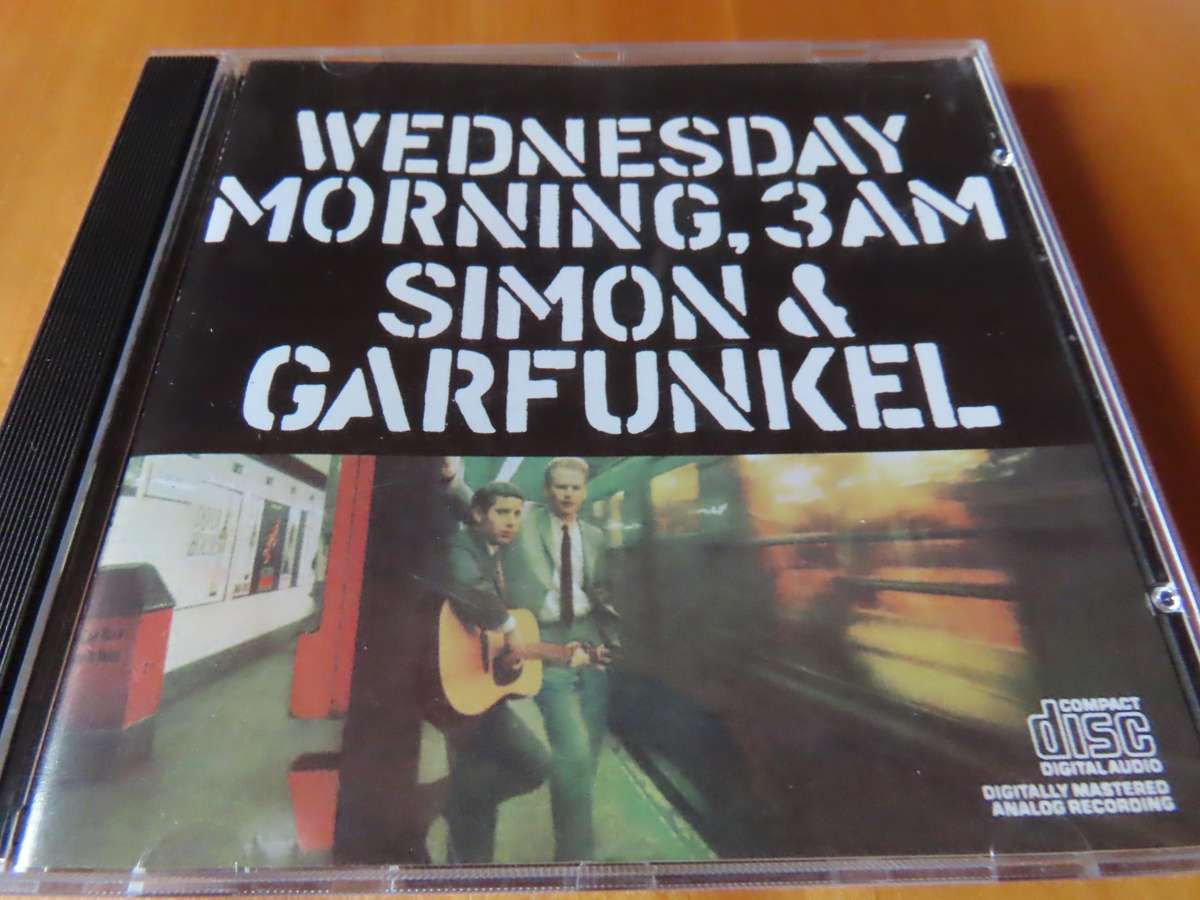 WEDNESDAY
MORNING, 3AM
SIMON &
GARFUNKEL
COMPACT
disc
DIGITAL AUDIO
DIGITALLY MASTERED
ANALOG RECORDING